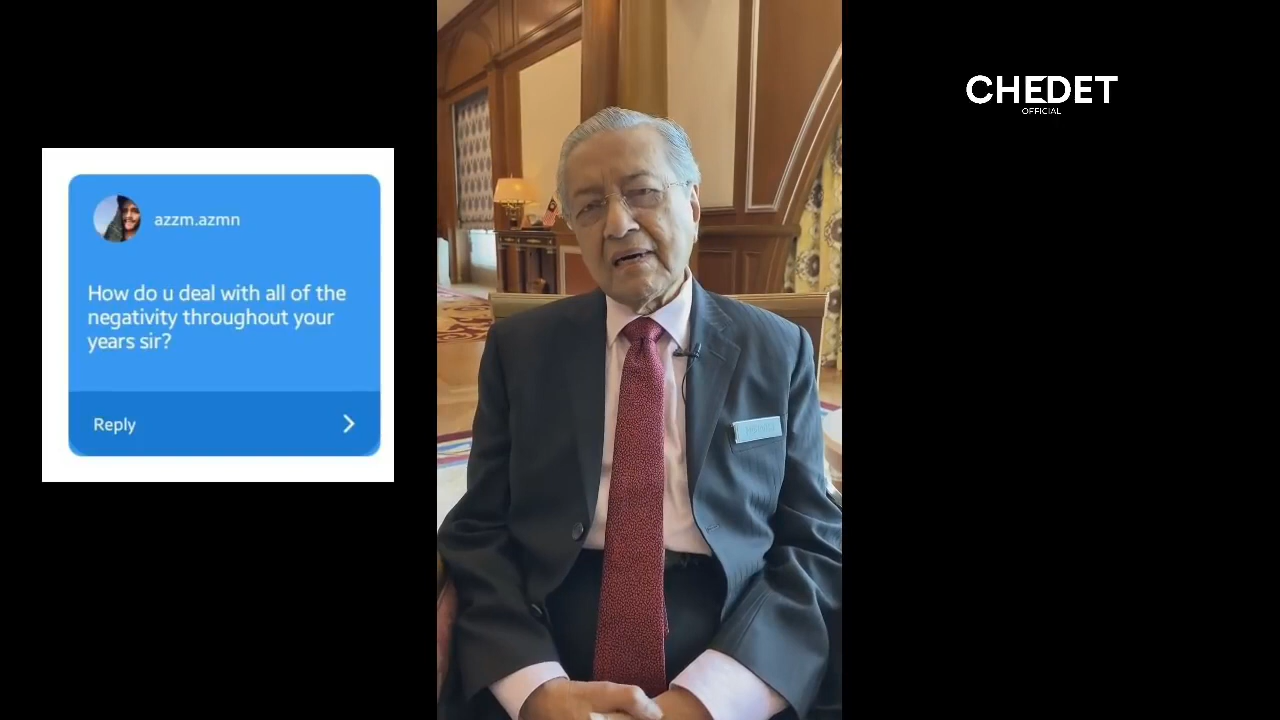 azzm.azmn
How do u deal with all of the
negativity throughout your
years sir?
Reply
CHEDET
OFFICIAL